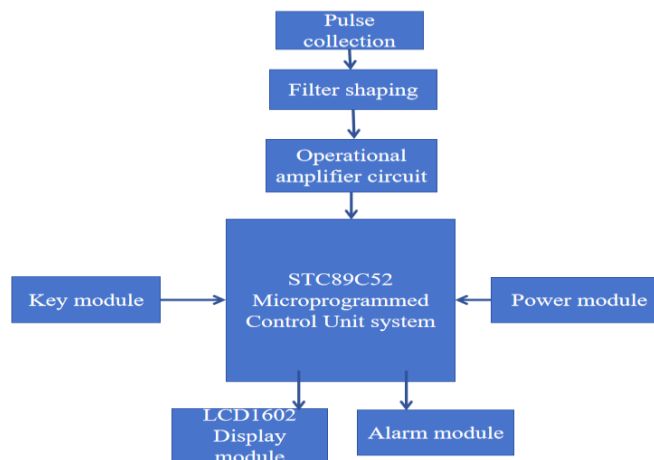 Pulse
collection
Filter shaping
Operational
amplifier circuit
STC89C52
Microprogrammed
Control Unit system
Key module
Power module
LCD1602
Display
module
Alarm module